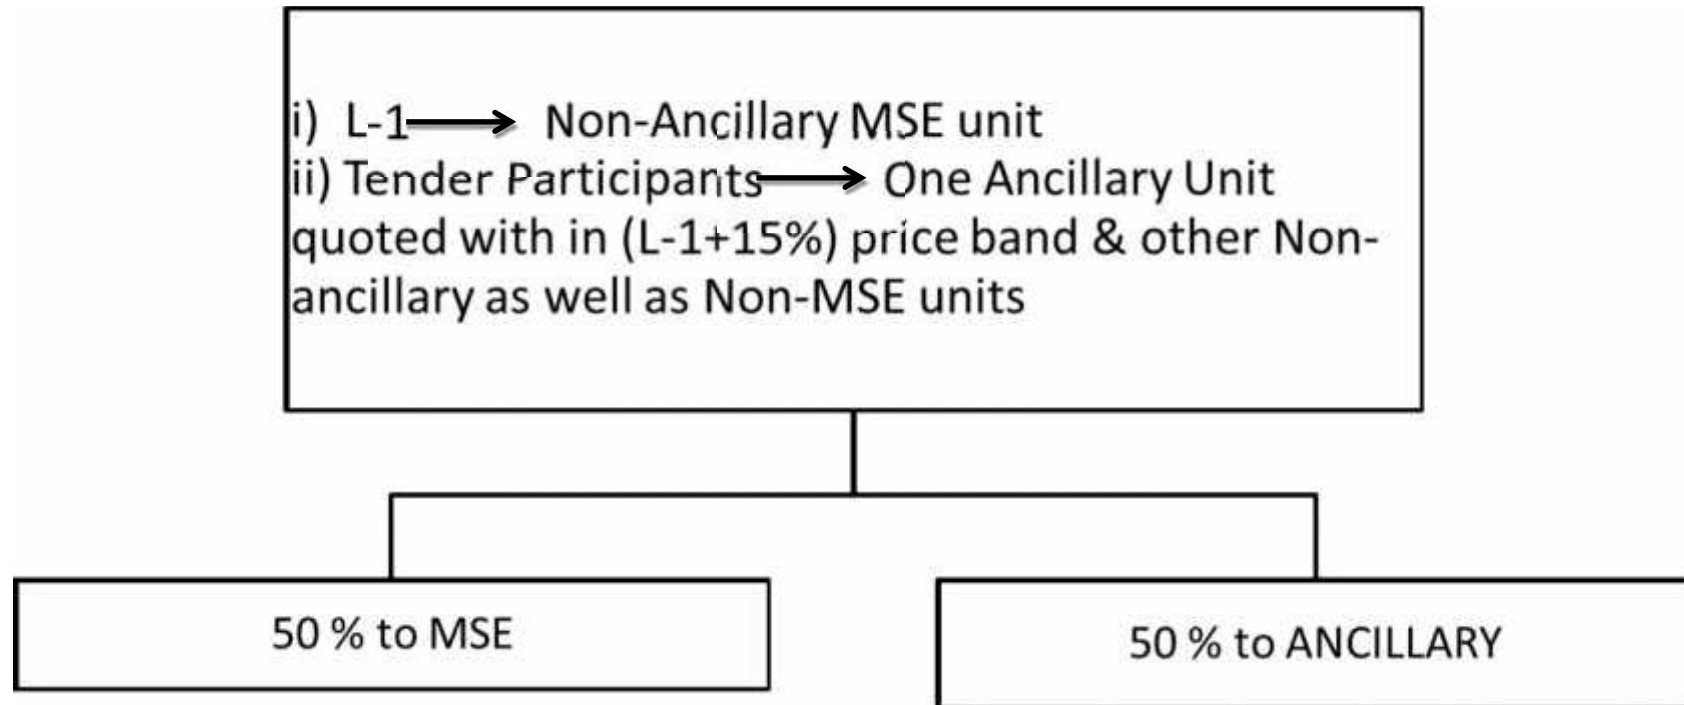 i) L-1 → Non-Ancillary MSE unit
ii) Tender Participants → One Ancillary Unit
quoted with in (L-1+15%) price band & other Non-
ancillary as well as Non-MSE units
50 % to MSE
50 % to ANCILLARY